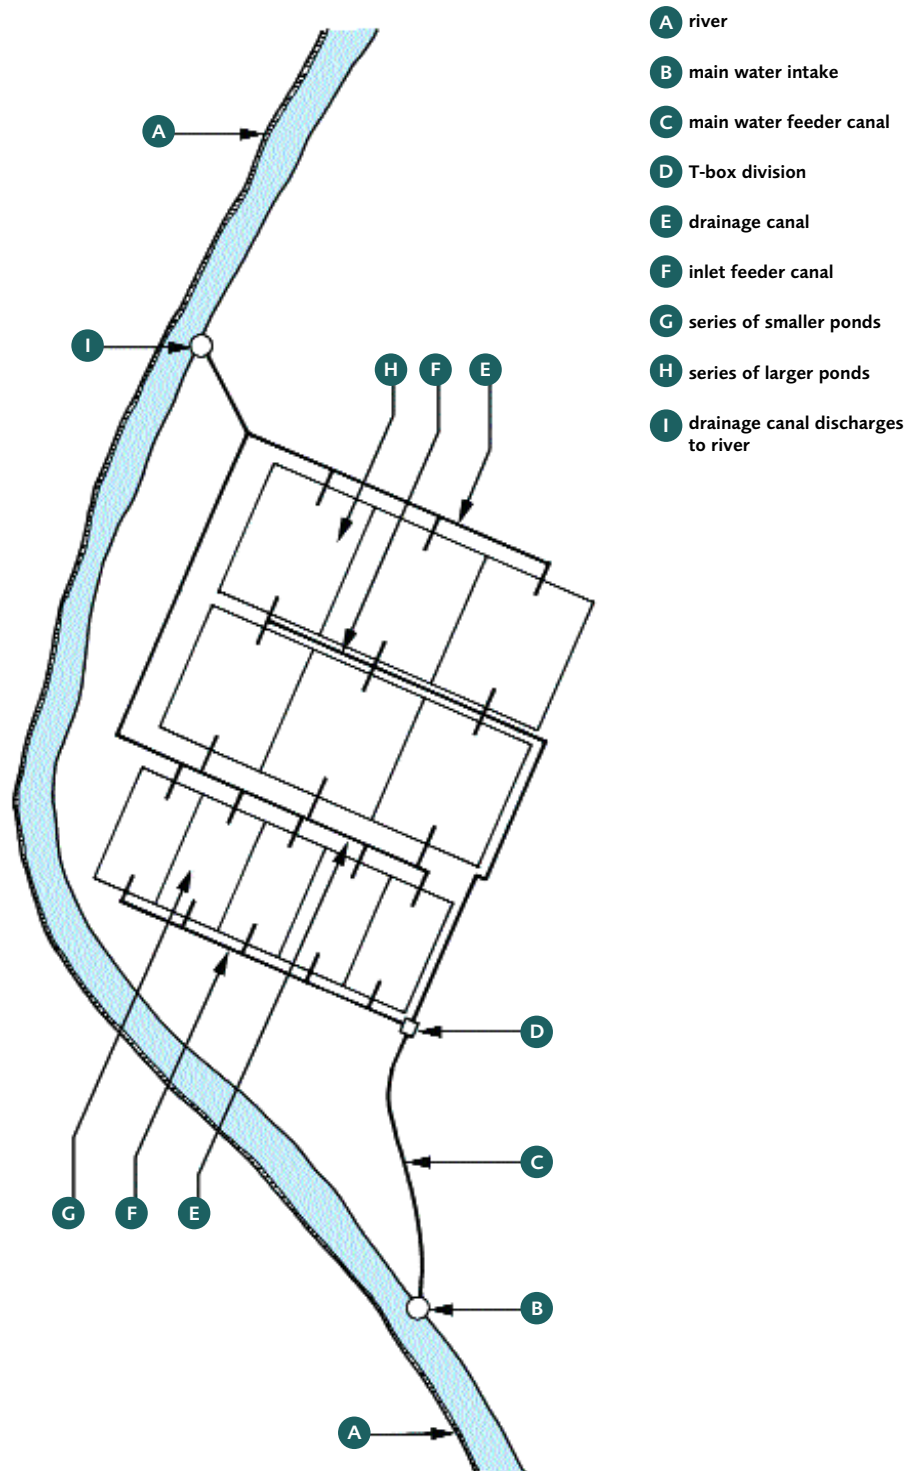 A river
B main water intake
A
C main water feeder canal
D T-box division
E drainage canal
F inlet feeder canal
G series of smaller ponds
I
H F E
H series of larger ponds
I drainage canal discharges
to river
D
C
G F E
B
A